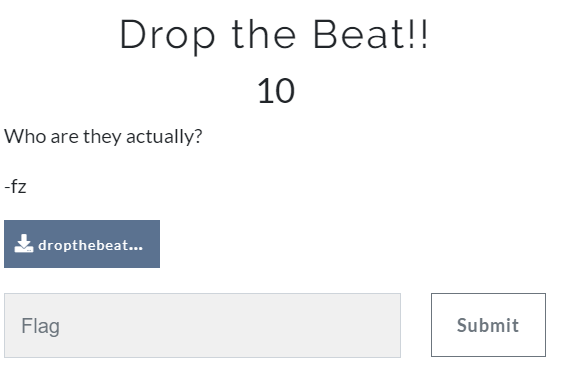 Drop the Beat!!
10
Who are they actually?
-fz
dropthebeat...
Flag
Submit